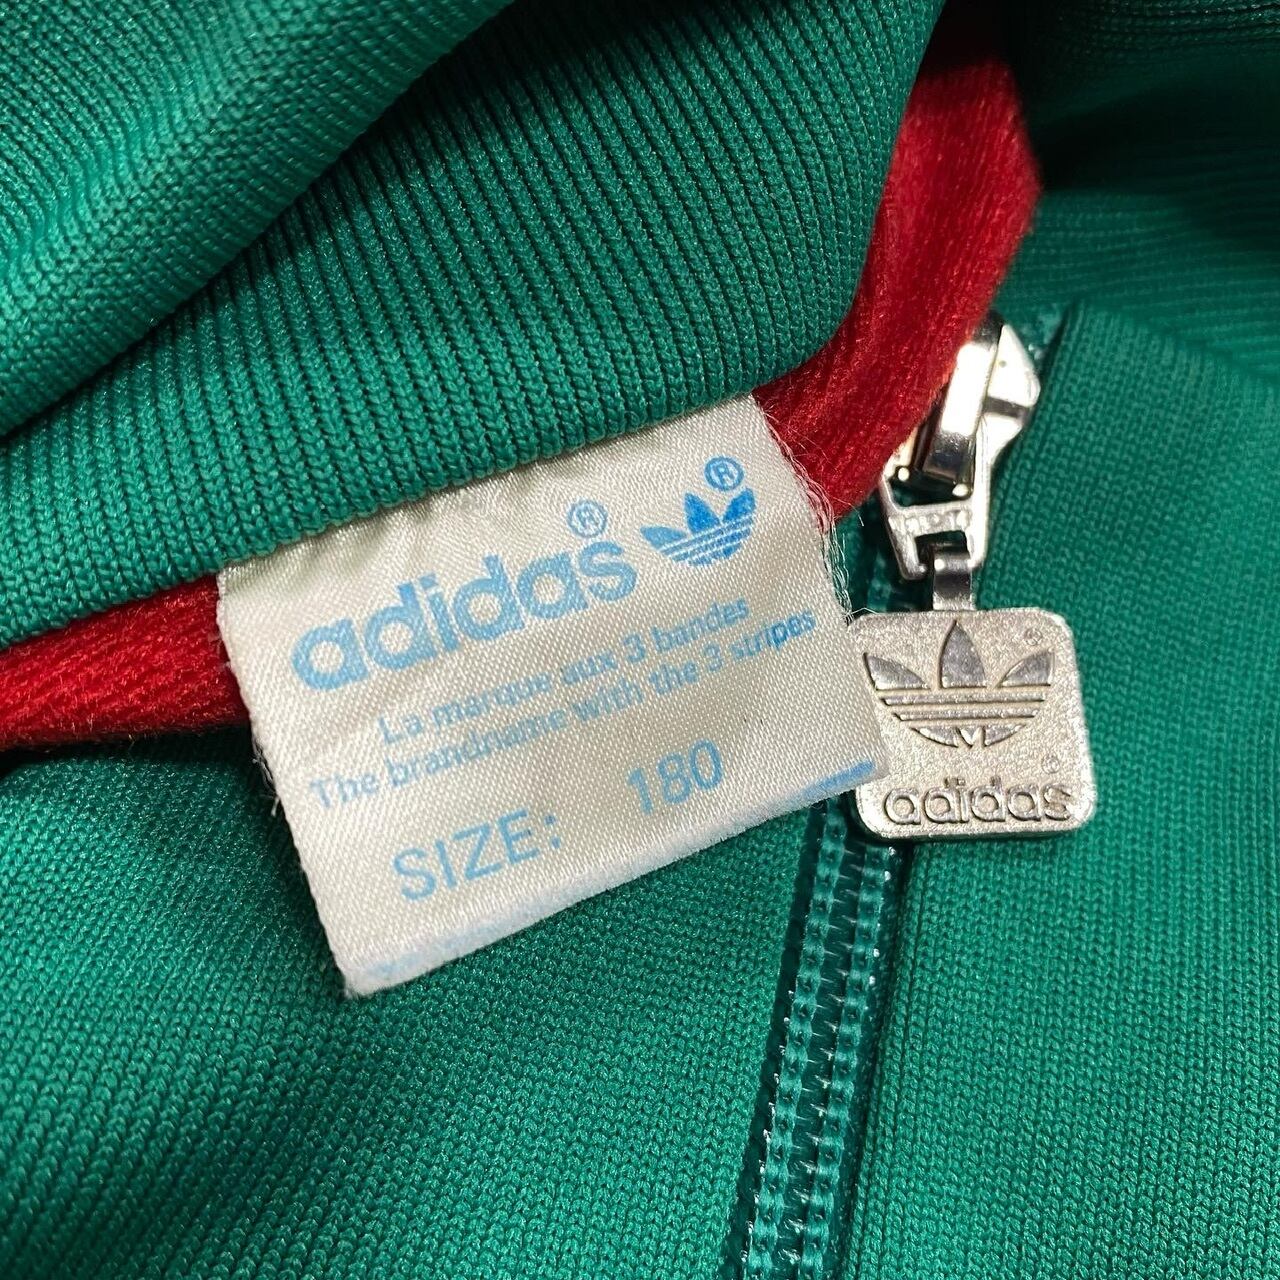 adidas® ®
La marque aux 3 bandes
The brandname with the 3 stripes
SIZE: 180
®
adidas®